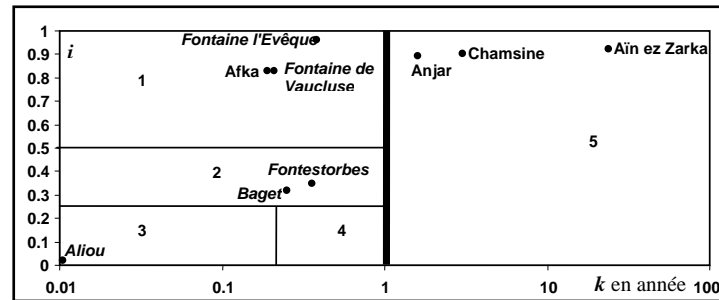 1
i
0.9
0.8
0.7
0.6
0.5
0.4
0.3
0.2
0.1
0
Fontaine l'Evêque
Afka
Fontaine de
Vaucluse
1
2
Fontestorbes
Baget
3
4
Aliou
Anjar
Chamsine
Aïn ez Zarka
5
0.01
0.1
1
10
100
k en année